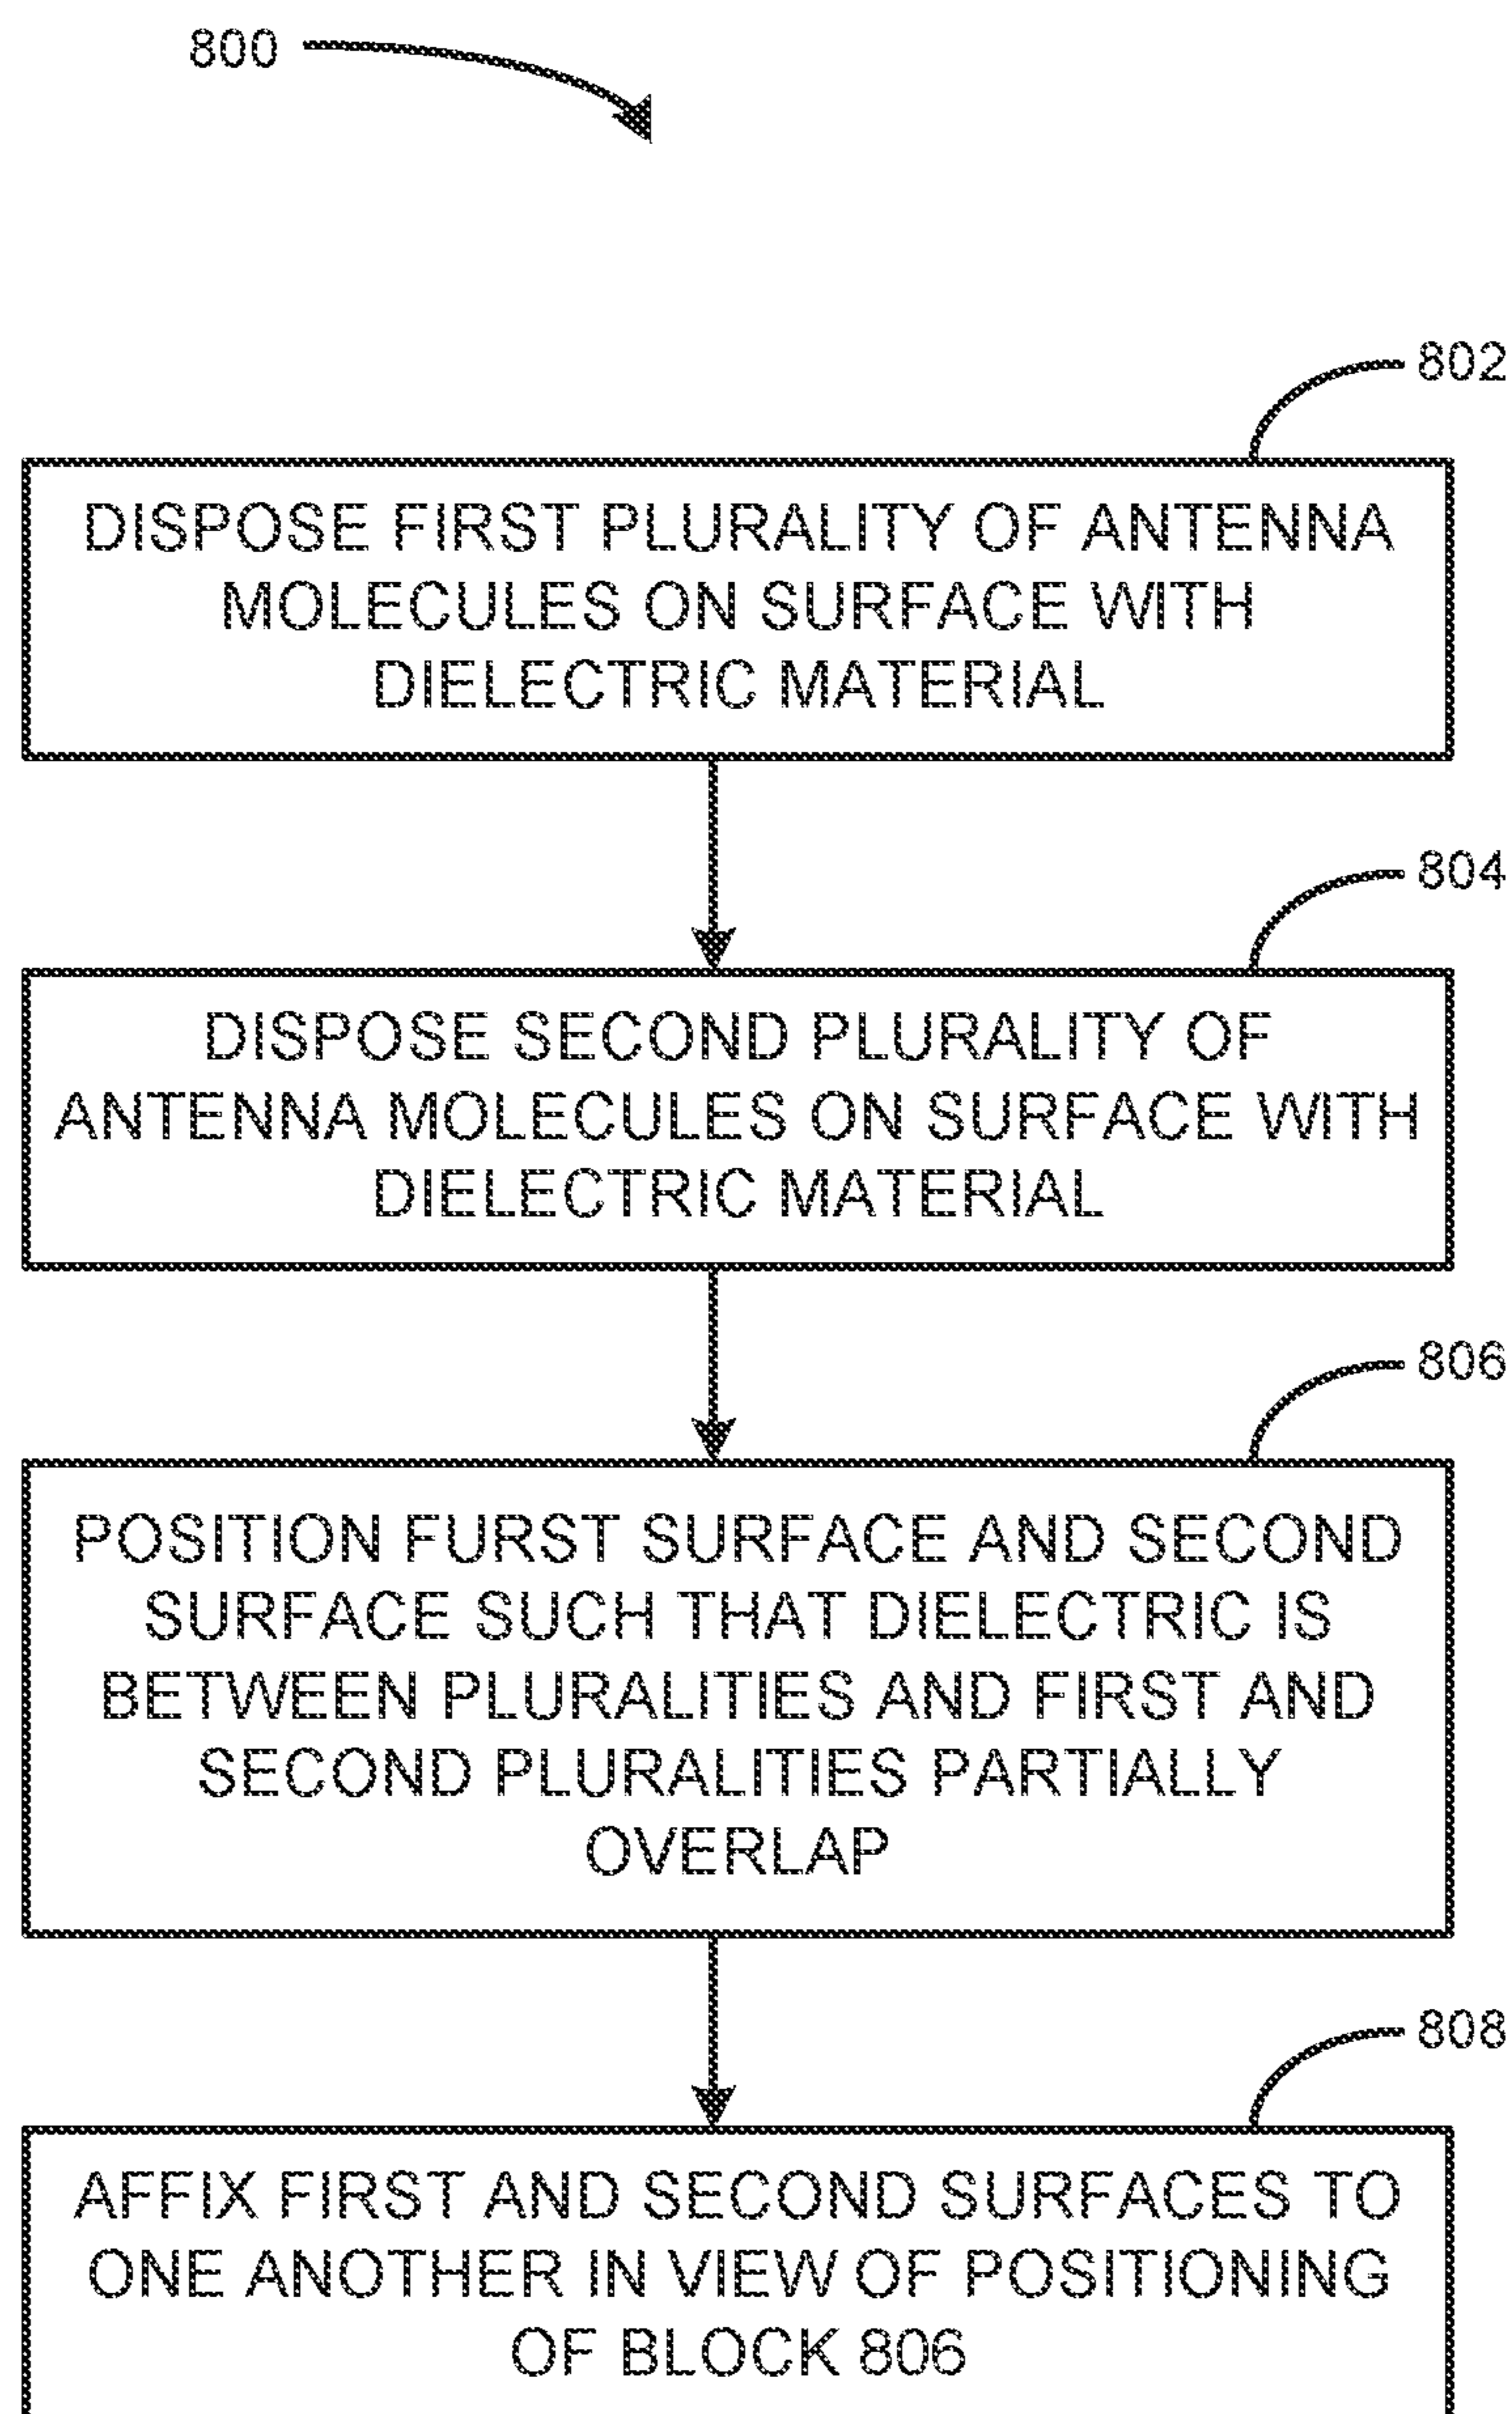 800
802
DISPOSE FIRST PLURALITY OF ANTENNA
MOLECULES ON SURFACE WITH
DIELECTRIC MATERIAL
804
DISPOSE SECOND PLURALITY OF
ANTENNA MOLECULES ON SURFACE WITH
DIELECTRIC MATERIAL
806
POSITION FURST SURFACE AND SECOND
SURFACE SUCH THAT DIELECTRIC IS
BETWEEN PLURALITIES AND FIRST AND
SECOND PLURALITIES PARTIALLY
OVERLAP
808
AFFIX FIRST AND SECOND SURFACES TO
ONE ANOTHER IN VIEW OF POSITIONING
OF BLOCK 806